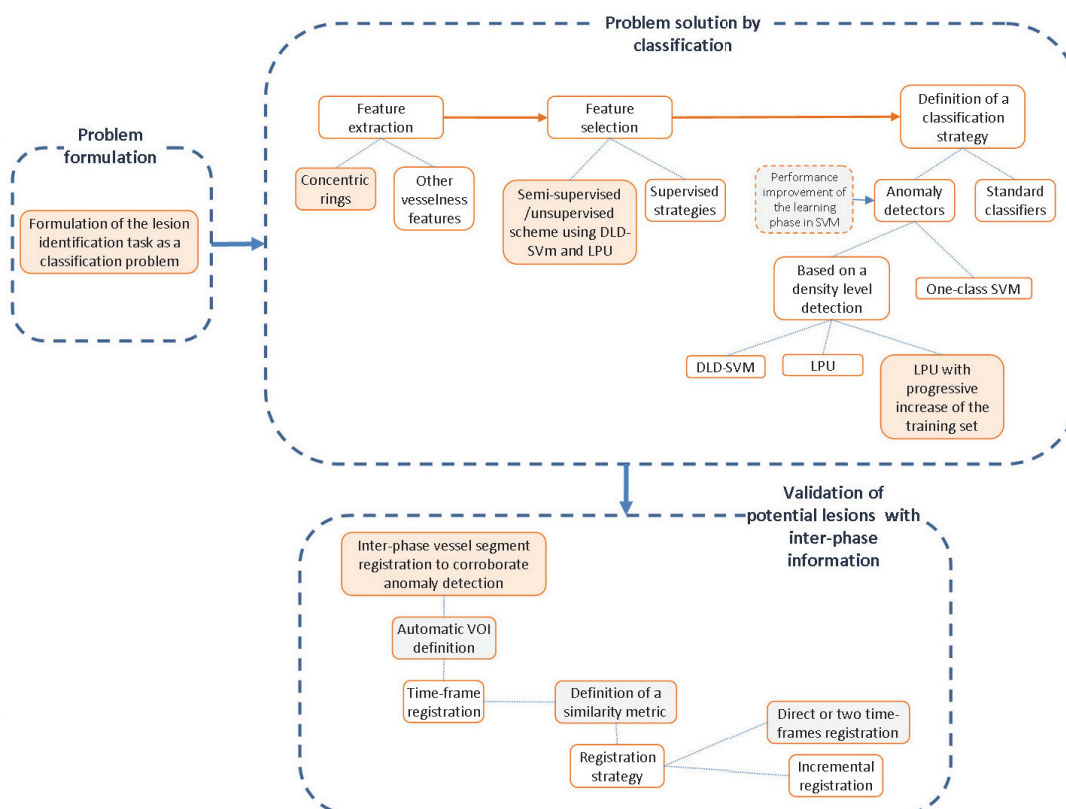 Problem
formulation
Formulation of the lesion
identification task as a
classification problem
Problem solution by
classification
Feature
extraction
Feature
selection
Definition of a
classification
strategy
Concentric
rings
Other
vesselness
features
Semi-supervised
/unsupervised
scheme using DLD-
SVm and LPU
Supervised
strategies
Performance
improvement of
the learning
phase in SVM
Anomaly
detectors
Standard
classifiers
Based on a
density level
detection
One-class SVM
DLD-SVM
LPU
LPU with
progressive
increase of the
training set
Validation of
potential lesions with
inter-phase
information
Inter-phase vessel segment
registration to corroborate
anomaly detection
Automatic VOI
definition
Time-frame
registration
Definition of a
similarity metric
Registration
strategy
Direct or two time-
frames registration
Incremental
registration